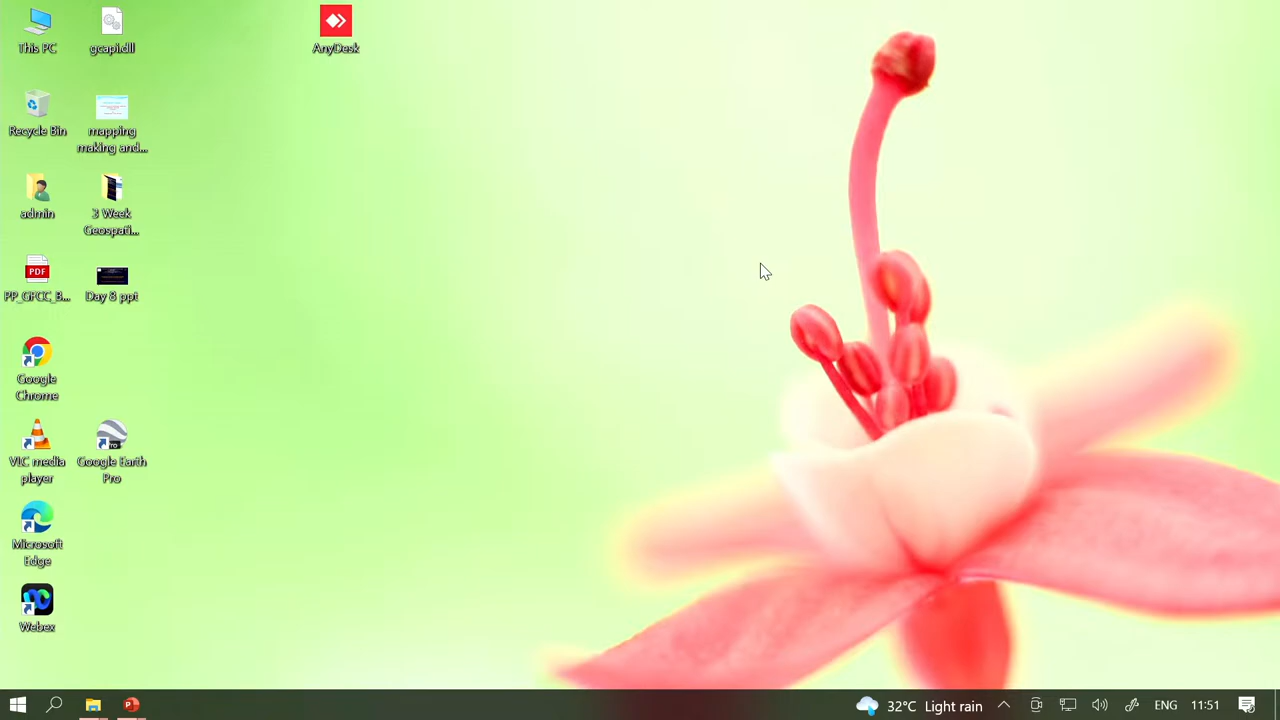 This PC
gcapi.dll
AnyDesk
Recycle Bin
mapping
making and...
admin
3 Week
Geospati...
PDF
PP_GFCC_B...
Day 8 ppt
Google
Chrome
VLC media
player
Google Earth
Pro
Microsoft
Edge
Webex
32°C Light rain
ENG
11:51